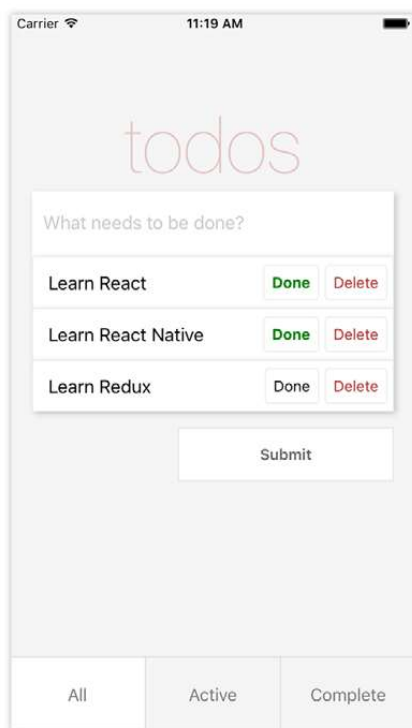 Carrier 11:19 AM
todos
What needs to be done?
Learn React Done Delete
Learn React Native Done Delete
Learn Redux Done Delete
Submit
All Active Complete